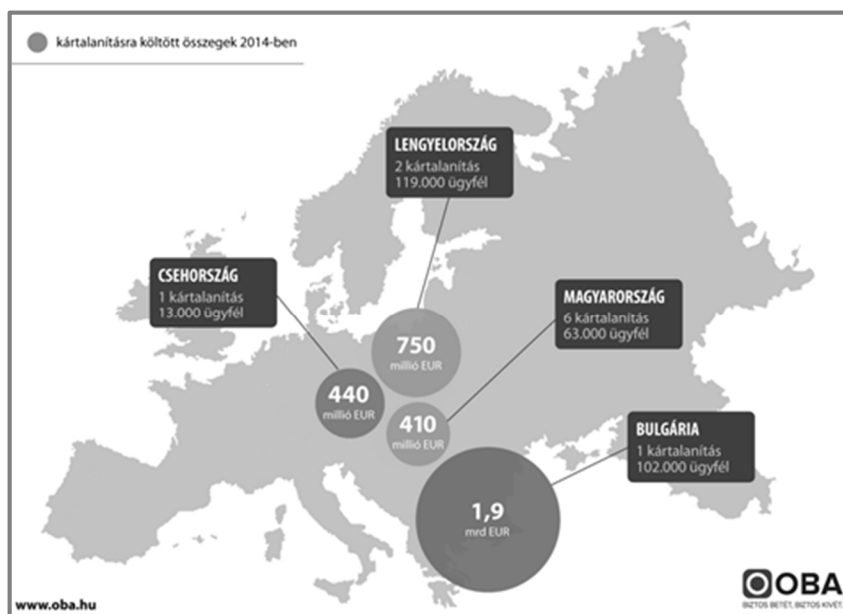 kártalanításra költött összegek 2014-ben
LENGYELORSZÁG
2 kártalanítás
119.000 ügyfél
CSEHORSZÁG
1 kártalanítás
13.000 ügyfél
MAGYARORSZÁG
6 kártalanítás
63.000 ügyfél
750
millió EUR
440
millió EUR
410
millió EUR
BULGÁRIA
1 kártalanítás
102.000 ügyfél
1,9
mrd EUR
www.oba.hu
OBA
BIZTOS BETÉT, BIZTOS KIVÉT.